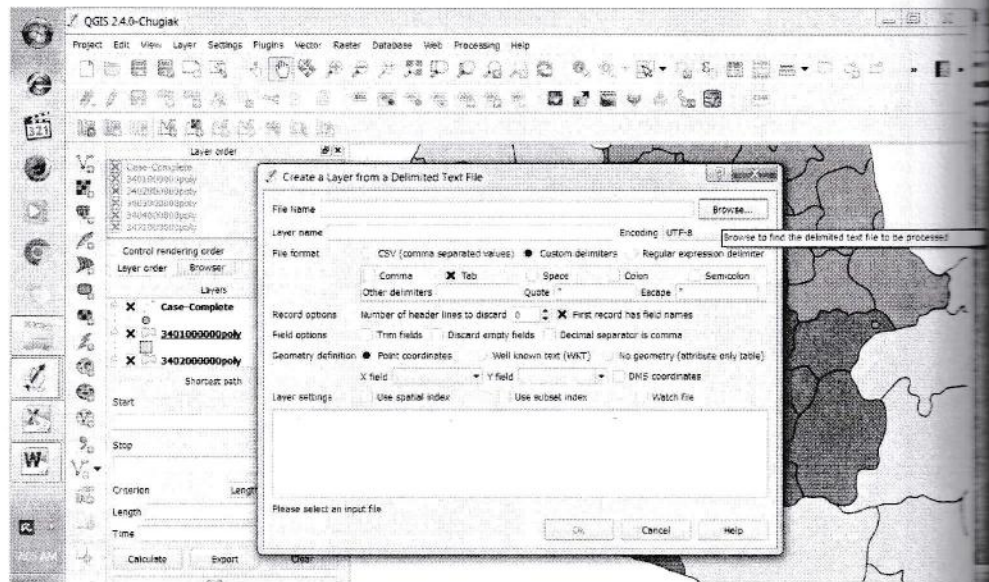 QGIS 2.4.0-Chugiak
Project Edit View Layer Settings Plugins Vector Raster Database Web Processing Help
321
Layer order
Case-Complete
3401000000poly
3402000000poly
Control rendering order
Layer order Browser
Layers
Case-Complete
3401000000poly
3402000000poly
Shortest path
Start
Stop
Criterion Length
Length
Time
Calculate Export Clear
Create a Layer from a Delimited Text File
File Name Browse...
Layer name Encoding UTF-8
Browse to find the delimited text file to be processed
File format CSV (comma separated values) Custom delimiters Regular expression delimiter
Comma Tab Space Colon Semicolon
Other delimiters Quote " Escape "
Record options Number of header lines to discard 0 First record has field names
Field options Trim fields Discard empty fields Decimal separator is comma
Geometry definition Point coordinates Well known text (WKT) No geometry (attribute only table)
X field Y field DMS coordinates
Layer settings Use spatial index Use subset index Watch file
Please select an input file
OK Cancel Help
W